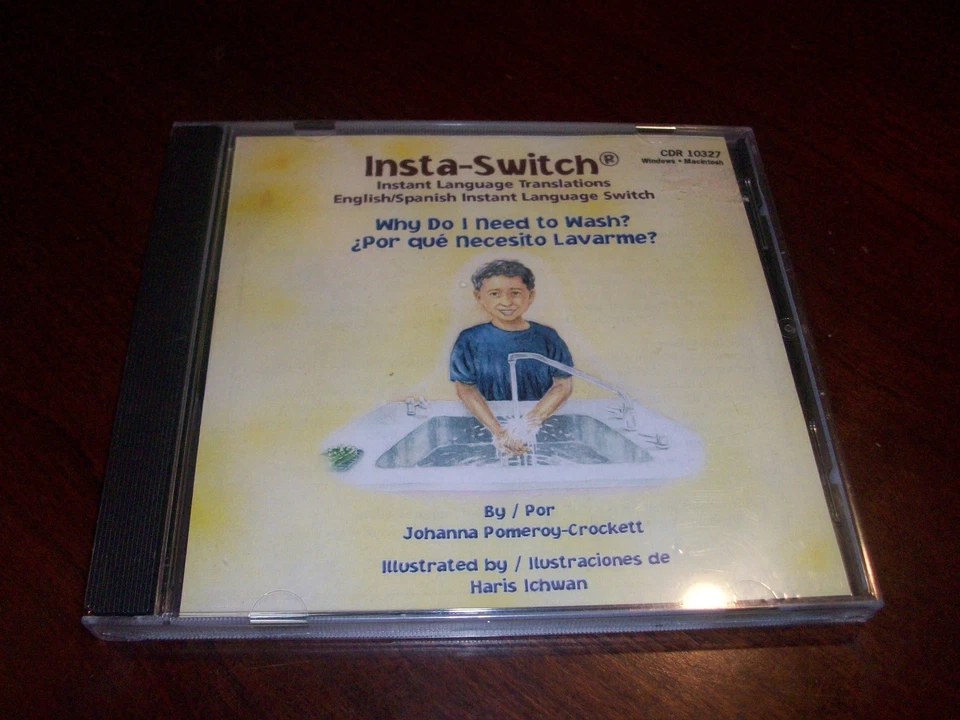 Insta-Switch®
CDR 10327
Windows • Macintosh
Instant Language Translations
English/Spanish Instant Language Switch
Why Do I Need to Wash?
¿Por qué Necesito Lavarme?
By / Por
Johanna Pomeroy-Crockett
Illustrated by / Ilustraciones de
Haris Ichwan